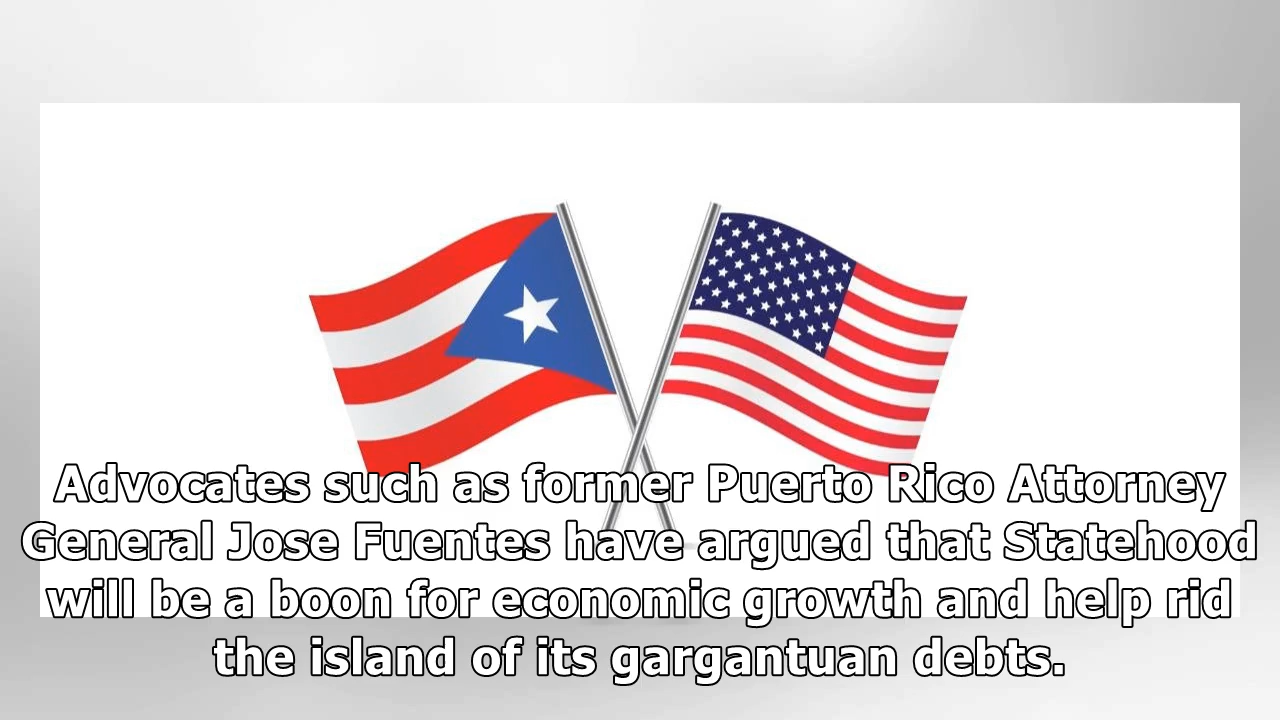 Advocates such as former Puerto Rico Attorney
General Jose Fuentes have argued that Statehood
will be a boon for economic growth and help rid
the island of its gargantuan debts.